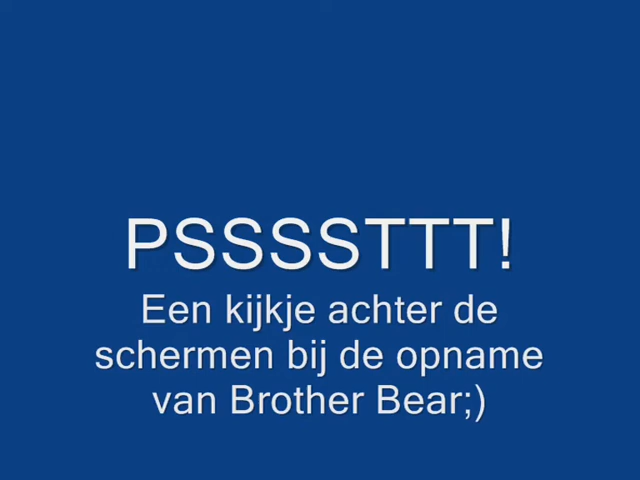 PSSSSTTT!
Een kijkje achter de
schermen bij de opname
van Brother Bear;)